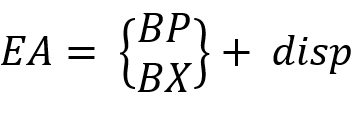 EA = {BP
BX} + disp